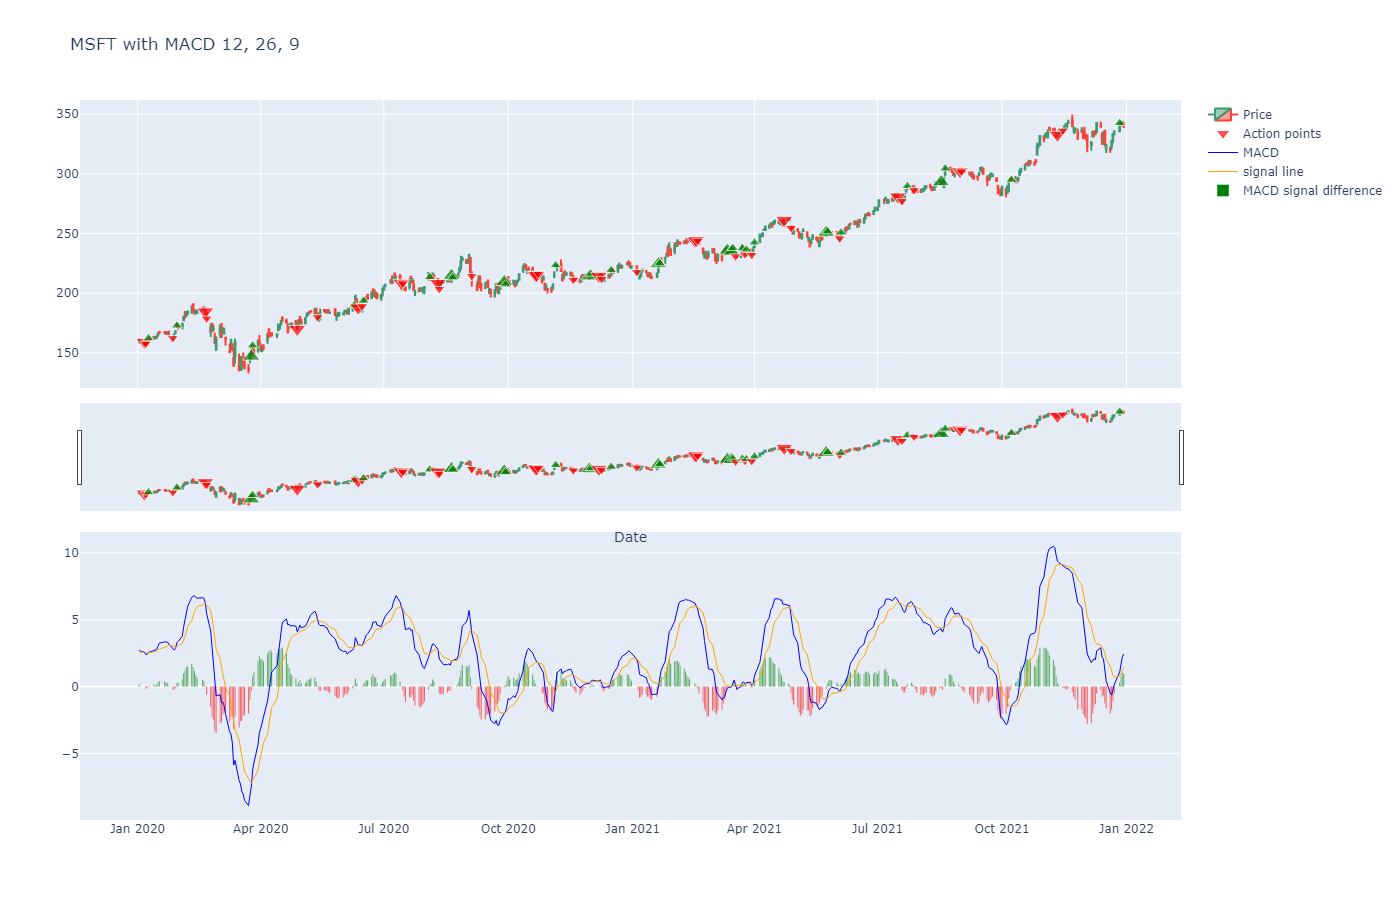 MSFT with MACD 12, 26, 9
350
300
250
200
150
Price
Action points
MACD
signal line
MACD signal difference
Date
10
5
0
−5
Jan 2020
Apr 2020
Jul 2020
Oct 2020
Jan 2021
Apr 2021
Jul 2021
Oct 2021
Jan 2022